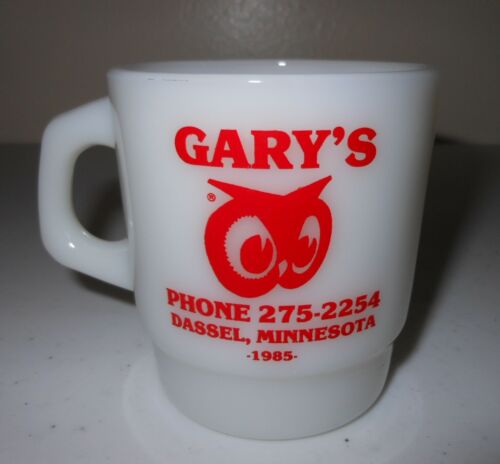 GARY'S
®
PHONE 275-2254
DASSEL, MINNESOTA
-1985-